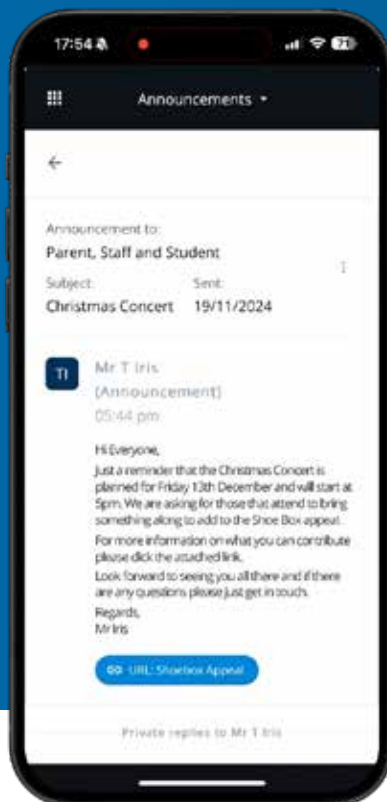 17:54
71
Announcements
Announcement to:
Parent, Staff and Student
Subject: Sent:
Christmas Concert 19/11/2024
TI
Mr T Iris
(Announcement)
05:44 pm
Hi Everyone,
Just a reminder that the Christmas Concert is
planned for Friday 13th December and will start at
5pm. We are asking for those that attend to bring
something along to add to the Shoe Box appeal.
For more information on what you can contribute
please click the attached link.
Look forward to seeing you all there and if there
are any questions please just get in touch.
Regards,
Mr Iris
URL: Shoebox Appeal
Private replies to Mr T Iris